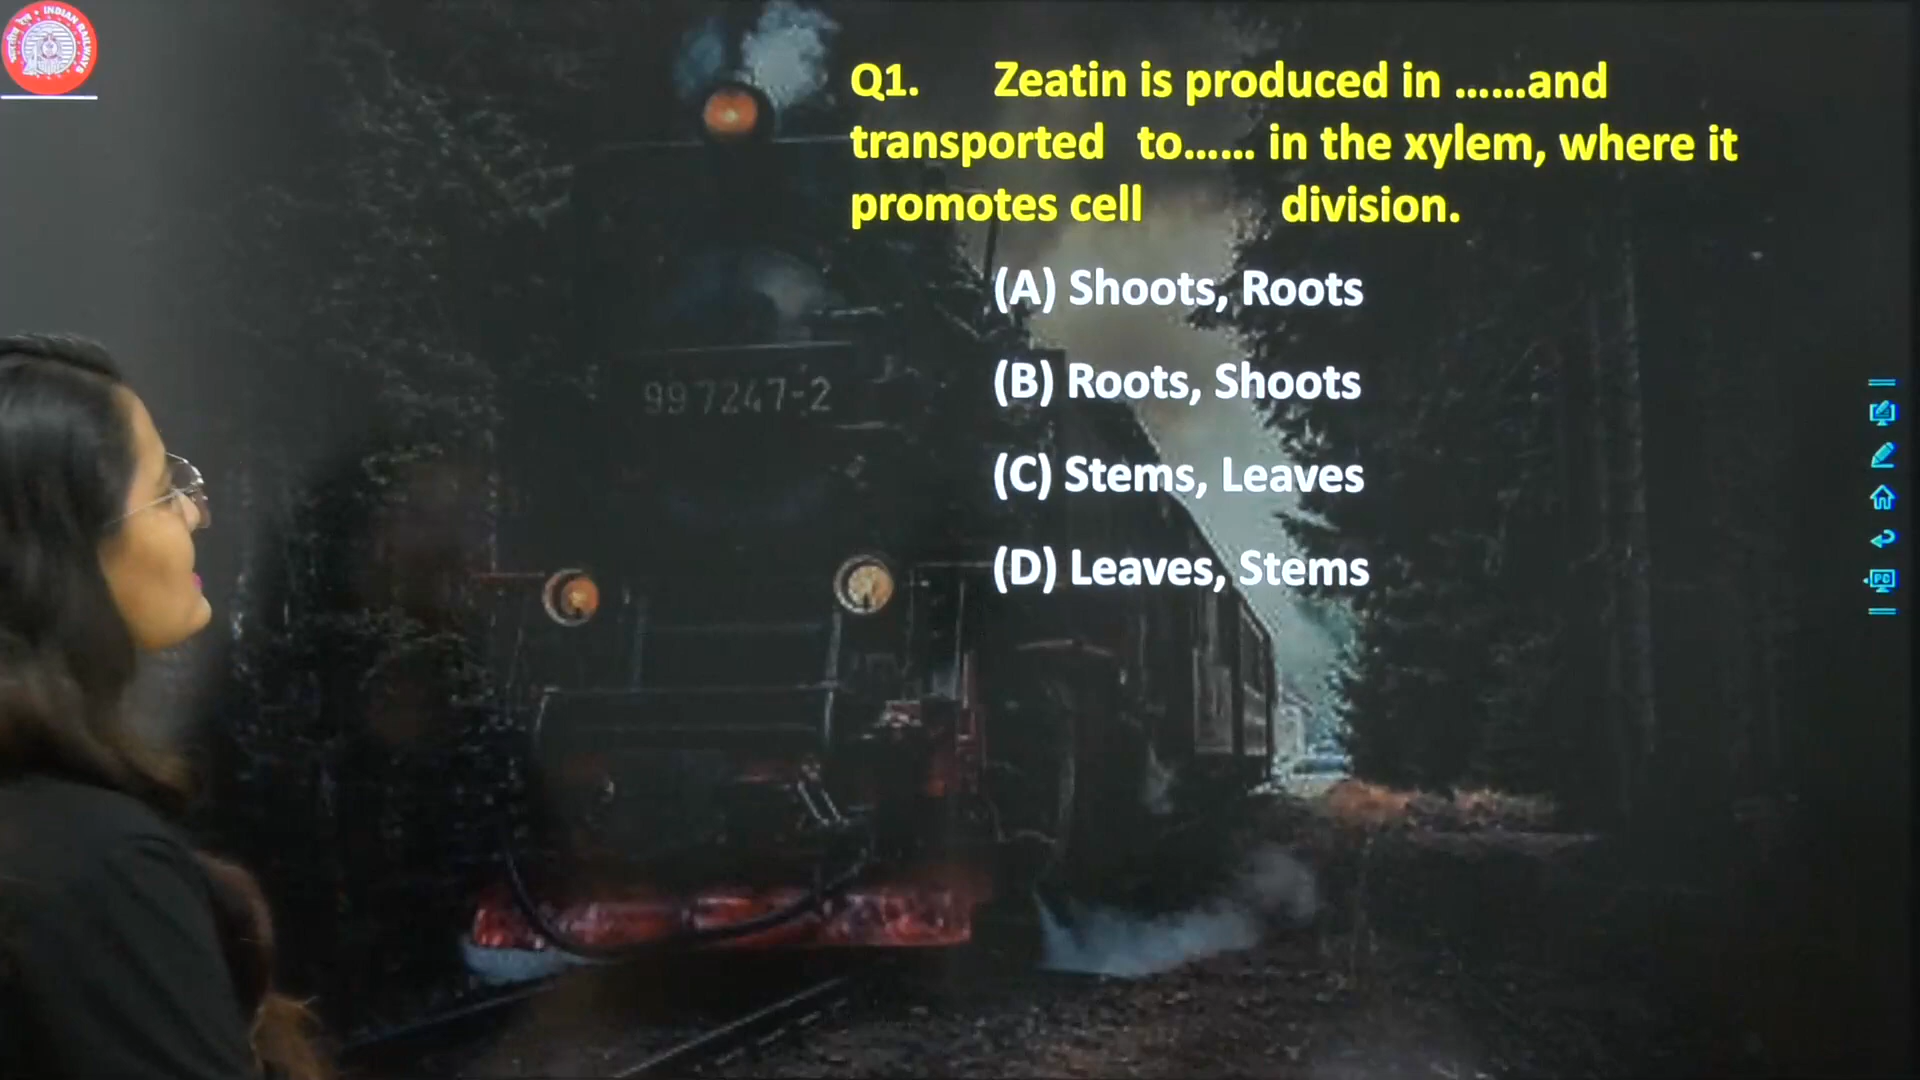 INDIAN RAILWAYS
Q1. Zeatin is produced in ......and
transported to...... in the xylem, where it
promotes cell division.
(A) Shoots, Roots
(B) Roots, Shoots
(C) Stems, Leaves
(D) Leaves, Stems
99 7247-2
PC